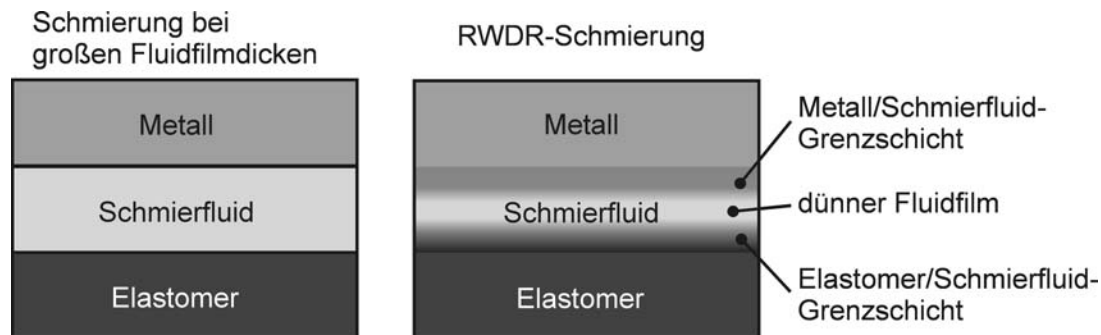 Schmierung bei
großen Fluidfilmdicken
Metall
Schmierfluid
Elastomer
RWDR-Schmierung
Metall
Schmierfluid
Elastomer
Metall/Schmierfluid-
Grenzschicht
dünner Fluidfilm
Elastomer/Schmierfluid-
Grenzschicht